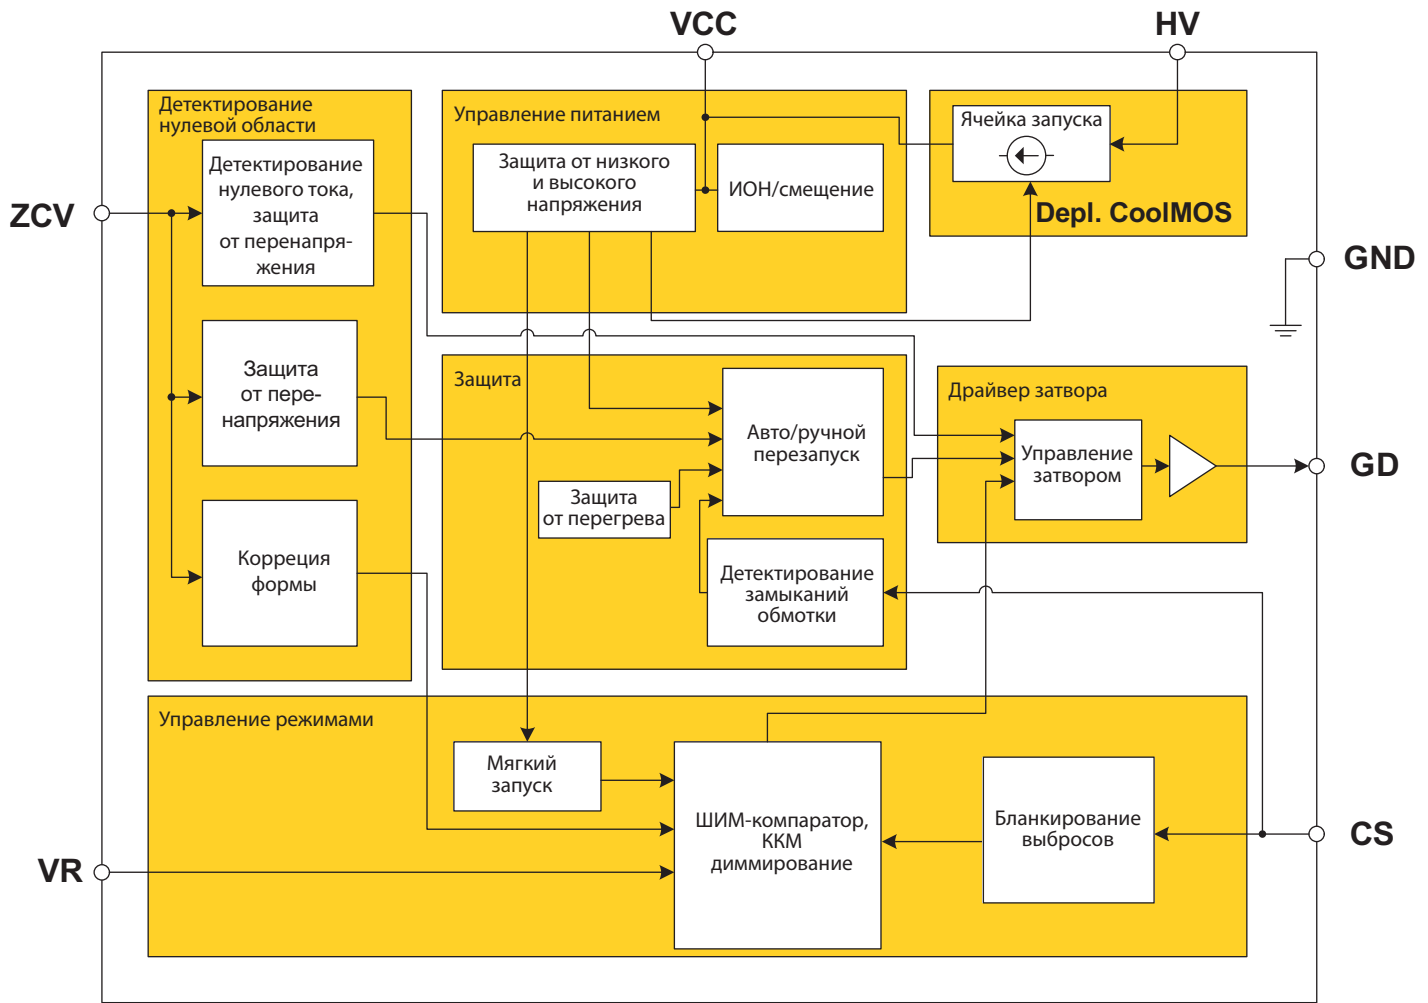 VCC
HV
Детектирование
нулевой области
Управление питанием
Ячейка запуска
Детектирование
нулевого тока,
защита
от перенапря-
жения
Защита от низкого
и высокого
напряжения
ИОН/смещение
Depl. CoolMOS
ZCV
GND
Защита
от пере-
напряжения
Защита
Авто/ручной
перезапуск
Драйвер затвора
Управление
затвором
GD
Защита
от перегрева
Корреция
формы
Детектирование
замыканий
обмотки
Управление режимами
Мягкий
запуск
ШИМ-компаратор,
ККМ
диммирование
Бланкирование
выбросов
CS
VR